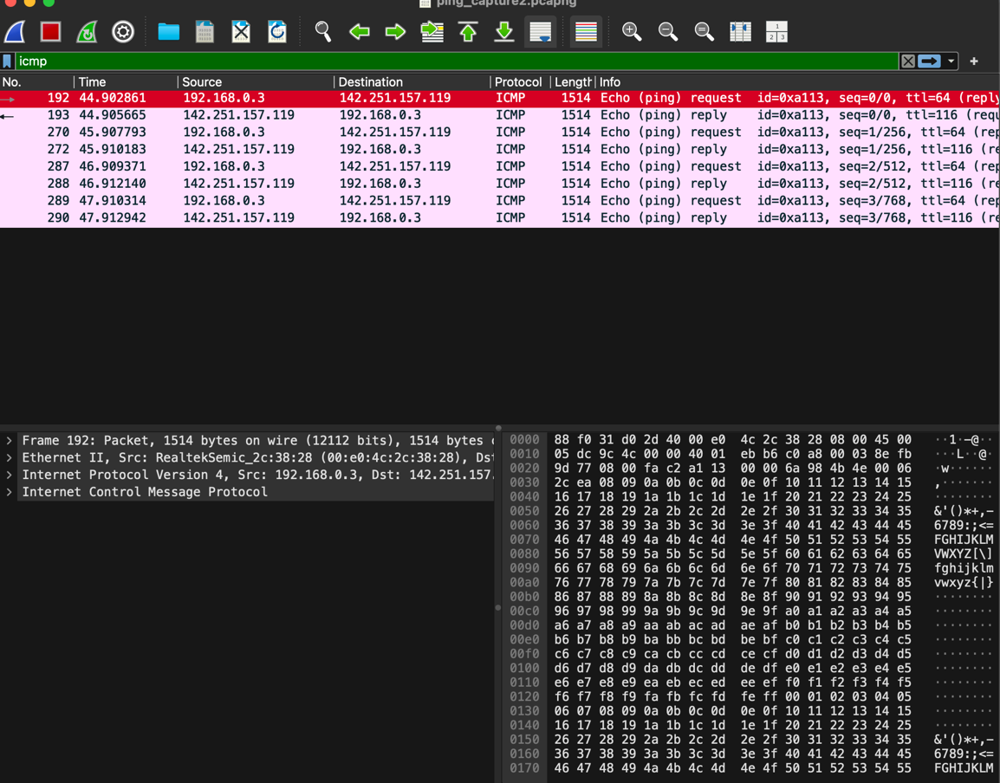 ping_capture2.pcapng
icmp
No. Time Source Destination Protocol Length Info
192 44.902861 192.168.0.3 142.251.157.119 ICMP 1514 Echo (ping) request id=0xa113, seq=0/0, ttl=64 (reply
193 44.905665 142.251.157.119 192.168.0.3 ICMP 1514 Echo (ping) reply id=0xa113, seq=0/0, ttl=116 (requ
270 45.907793 192.168.0.3 142.251.157.119 ICMP 1514 Echo (ping) request id=0xa113, seq=1/256, ttl=64 (rep
272 45.910183 142.251.157.119 192.168.0.3 ICMP 1514 Echo (ping) reply id=0xa113, seq=1/256, ttl=116 (re
287 46.909371 192.168.0.3 142.251.157.119 ICMP 1514 Echo (ping) request id=0xa113, seq=2/512, ttl=64 (rep
288 46.912140 142.251.157.119 192.168.0.3 ICMP 1514 Echo (ping) reply id=0xa113, seq=2/512, ttl=116 (re
289 47.910314 192.168.0.3 142.251.157.119 ICMP 1514 Echo (ping) request id=0xa113, seq=3/768, ttl=64 (rep
290 47.912942 142.251.157.119 192.168.0.3 ICMP 1514 Echo (ping) reply id=0xa113, seq=3/768, ttl=116 (re
Frame 192: Packet, 1514 bytes on wire (12112 bits), 1514 bytes
Ethernet II, Src: RealtekSemic_2c:38:28 (00:e0:4c:2c:38:28), Dst
Internet Protocol Version 4, Src: 192.168.0.3, Dst: 142.251.157.
Internet Control Message Protocol
0000 88 f0 31 d0 2d 40 00 e0 4c 2c 38 28 08 00 45 00 ··1·-@··
0010 05 dc 9c 4c 00 00 40 01 eb b6 c0 a8 00 03 8e fb ···L··@·
0020 9d 77 08 00 fa c2 a1 13 00 00 6a 98 4b 4e 00 06 ·w······
0030 2c ea 08 09 0a 0b 0c 0d 0e 0f 10 11 12 13 14 15 ,·······
0040 16 17 18 19 1a 1b 1c 1d 1e 1f 20 21 22 23 24 25 ········
0050 26 27 28 29 2a 2b 2c 2d 2e 2f 30 31 32 33 34 35 &'()*+,-
0060 36 37 38 39 3a 3b 3c 3d 3e 3f 40 41 42 43 44 45 6789:;<=
0070 46 47 48 49 4a 4b 4c 4d 4e 4f 50 51 52 53 54 55 FGHIJKLM
0080 56 57 58 59 5a 5b 5c 5d 5e 5f 60 61 62 63 64 65 VWXYZ[\]
0090 66 67 68 69 6a 6b 6c 6d 6e 6f 70 71 72 73 74 75 fghijklm
00a0 76 77 78 79 7a 7b 7c 7d 7e 7f 80 81 82 83 84 85 vwxyz{|}
00b0 86 87 88 89 8a 8b 8c 8d 8e 8f 90 91 92 93 94 95 ········
00c0 96 97 98 99 9a 9b 9c 9d 9e 9f a0 a1 a2 a3 a4 a5 ········
00d0 a6 a7 a8 a9 aa ab ac ad ae af b0 b1 b2 b3 b4 b5 ········
00e0 b6 b7 b8 b9 ba bb bc bd be bf c0 c1 c2 c3 c4 c5 ········
00f0 c6 c7 c8 c9 ca cb cc cd ce cf d0 d1 d2 d3 d4 d5 ········
0100 d6 d7 d8 d9 da db dc dd de df e0 e1 e2 e3 e4 e5 ········
0110 e6 e7 e8 e9 ea eb ec ed ee ef f0 f1 f2 f3 f4 f5 ········
0120 f6 f7 f8 f9 fa fb fc fd fe ff 00 01 02 03 04 05 ········
0130 06 07 08 09 0a 0b 0c 0d 0e 0f 10 11 12 13 14 15 ········
0140 16 17 18 19 1a 1b 1c 1d 1e 1f 20 21 22 23 24 25 ········
0150 26 27 28 29 2a 2b 2c 2d 2e 2f 30 31 32 33 34 35 &'()*+,-
0160 36 37 38 39 3a 3b 3c 3d 3e 3f 40 41 42 43 44 45 6789:;<=
0170 46 47 48 49 4a 4b 4c 4d 4e 4f 50 51 52 53 54 55 FGHIJKLM